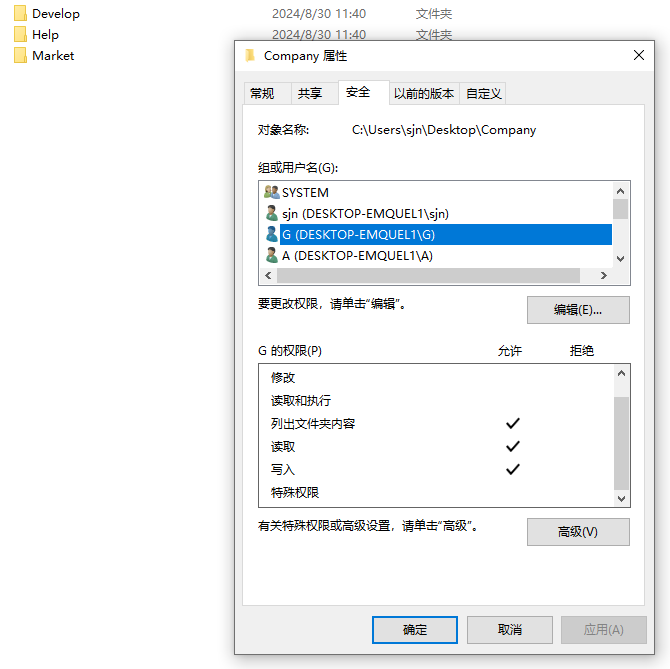 Develop 2024/8/30 11:40 文件夹
Help 2024/8/30 11:40 文件夹
Market
Company 属性
常规 共享 安全 以前的版本 自定义
对象名称: C:\Users\sjn\Desktop\Company
组或用户名(G):
SYSTEM
sjn (DESKTOP-EMQUEL1\sjn)
G (DESKTOP-EMQUEL1\G)
A (DESKTOP-EMQUEL1\A)
要更改权限，请单击“编辑”。 编辑(E)...
G 的权限(P) 允许 拒绝
修改
读取和执行
列出文件夹内容
读取
写入
特殊权限
有关特殊权限或高级设置，请单击“高级”。 高级(V)
确定 取消 应用(A)